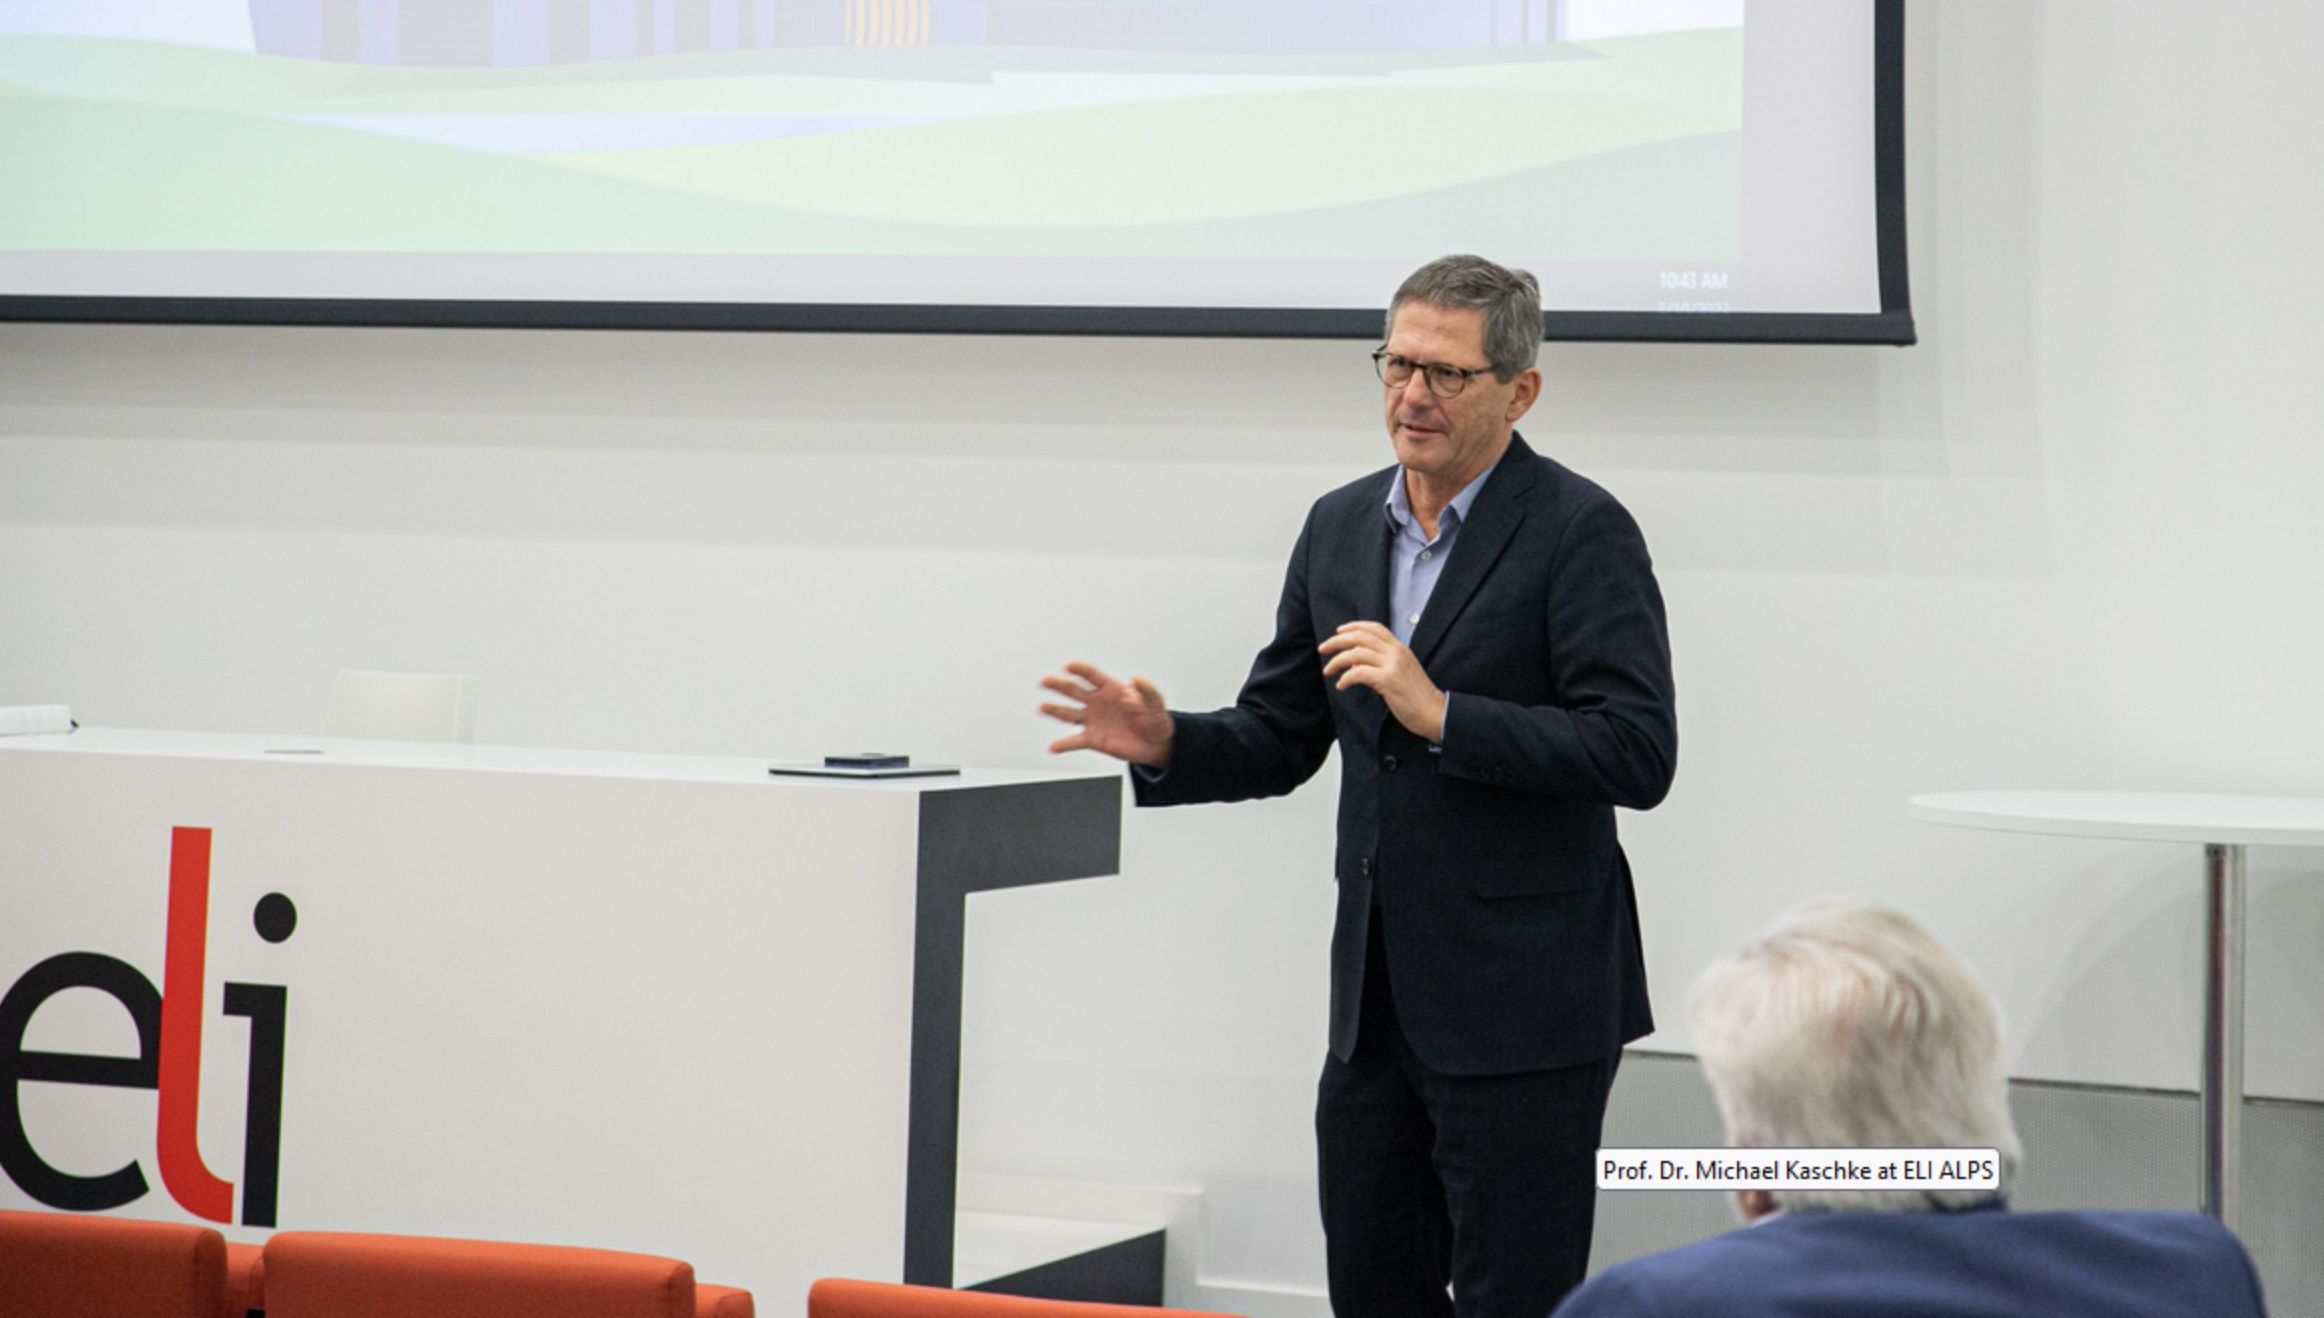 10:43 AM
eli
Prof. Dr. Michael Kaschke at ELI ALPS